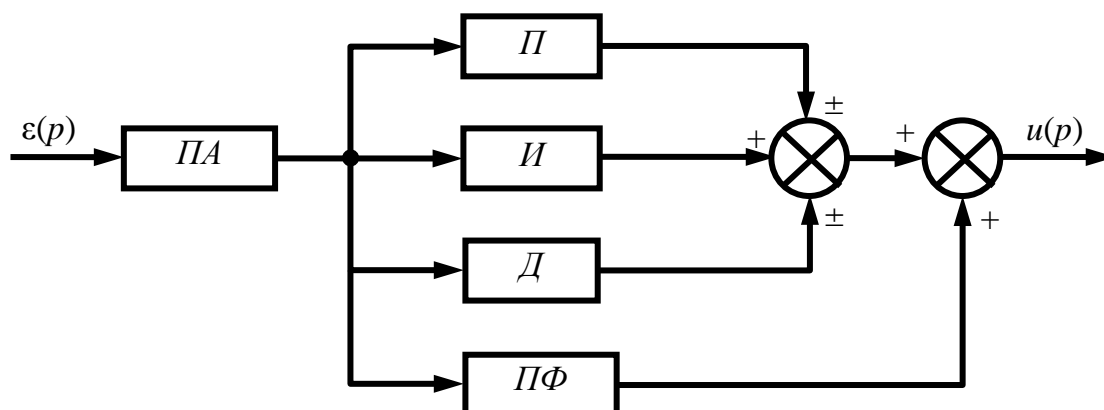 П
±
ε(p)
ПА
И
+
+
u(p)
±
+
Д
ПФ